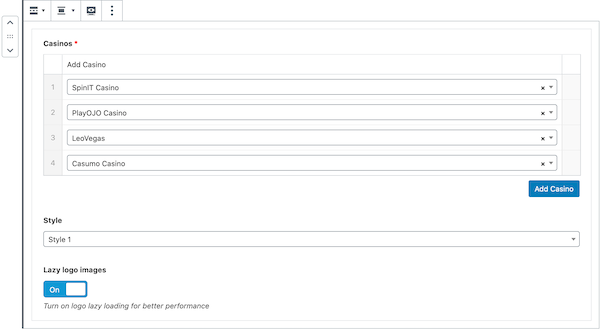 Casinos *
Add Casino
1 SpinIT Casino × 
2 PlayOJO Casino ×
3 LeoVegas ×
4 Casumo Casino ×
Add Casino
Style
Style 1
Lazy logo images
On
Turn on logo lazy loading for better performance